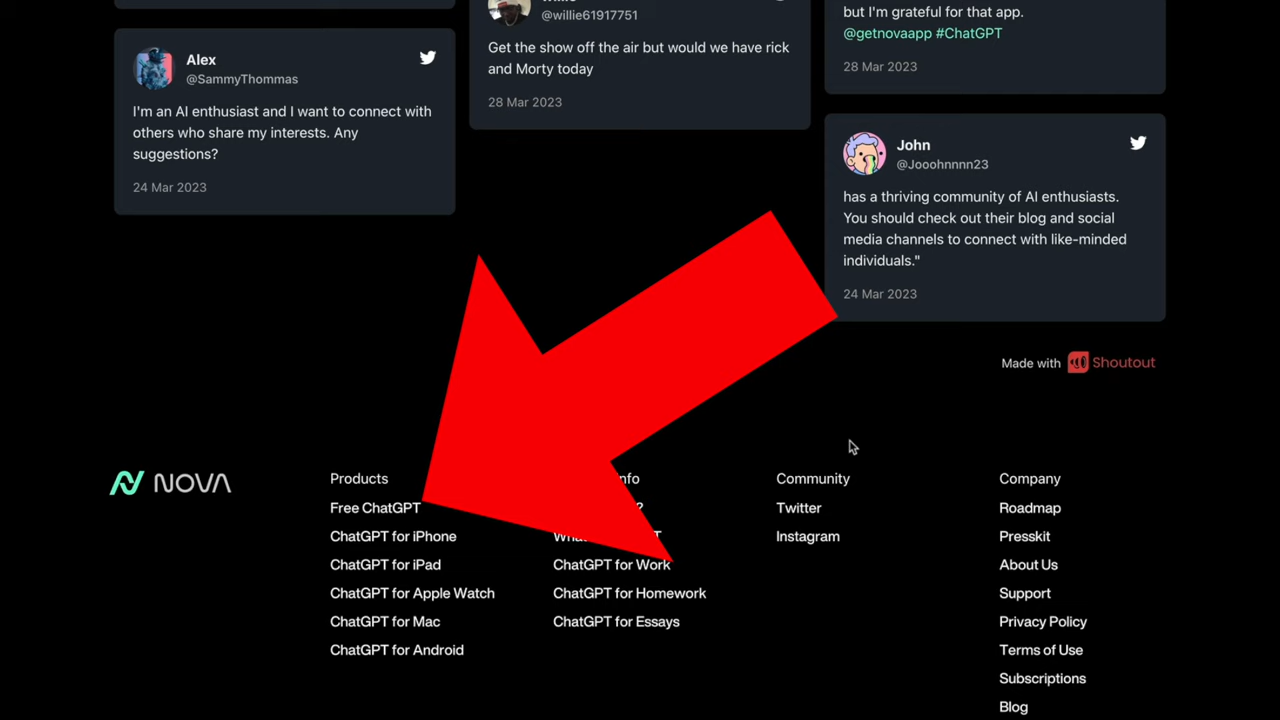 Alex
@SammyThommas
I'm an AI enthusiast and I want to connect with
others who share my interests. Any
suggestions?
24 Mar 2023
@willie61917751
Get the show off the air but would we have rick
and Morty today
28 Mar 2023
but I'm grateful for that app.
@getnovaapp #ChatGPT
28 Mar 2023
John
@Jooohnnnn23
has a thriving community of AI enthusiasts.
You should check out their blog and social
media channels to connect with like-minded
individuals."
24 Mar 2023
Made with Shoutout
NOVA
Products
Free ChatGPT
ChatGPT for iPhone
ChatGPT for iPad
ChatGPT for Apple Watch
ChatGPT for Mac
ChatGPT for Android
ChatGPT for Work
ChatGPT for Homework
ChatGPT for Essays
Community
Twitter
Instagram
Company
Roadmap
Presskit
About Us
Support
Privacy Policy
Terms of Use
Subscriptions
Blog